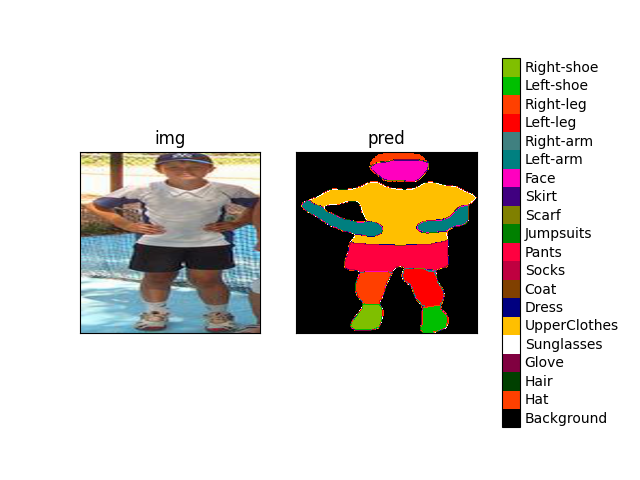 img
pred
Right-shoe
Left-shoe
Right-leg
Left-leg
Right-arm
Left-arm
Face
Skirt
Scarf
Jumpsuits
Pants
Socks
Coat
Dress
UpperClothes
Sunglasses
Glove
Hair
Hat
Background